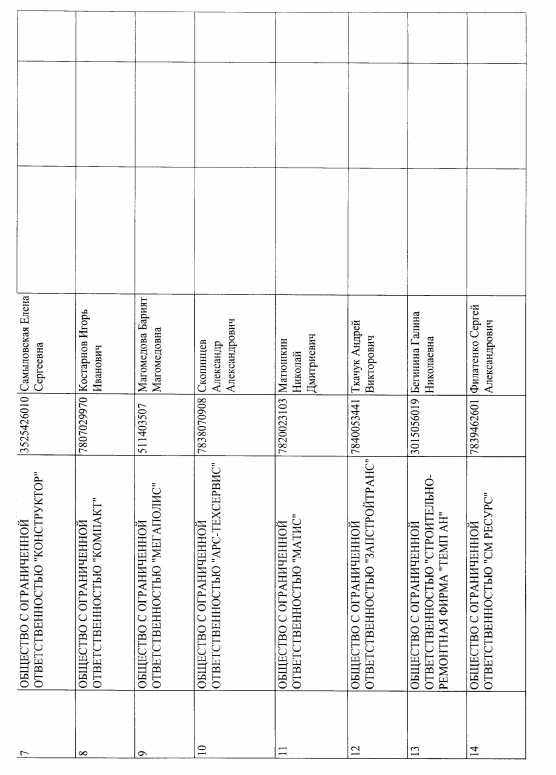 7
ОБЩЕСТВО С ОГРАНИЧЕННОЙ
ОТВЕТСТВЕННОСТЬЮ "КОНСТРУКТОР"
3525426010
Самыловская Елена
Сергеевна
8
ОБЩЕСТВО С ОГРАНИЧЕННОЙ
ОТВЕТСТВЕННОСТЬЮ "КОМПАКТ"
7807029970
Костарнов Игорь
Иванович
9
ОБЩЕСТВО С ОГРАНИЧЕННОЙ
ОТВЕТСТВЕННОСТЬЮ "МЕГАПОЛИС"
511403507
Магомедова Барият
Магомедовна
10
ОБЩЕСТВО С ОГРАНИЧЕННОЙ
ОТВЕТСТВЕННОСТЬЮ "АРС-ТЕХСЕРВИС"
7838070908
Скопинцев
Александр
Александрович
11
ОБЩЕСТВО С ОГРАНИЧЕННОЙ
ОТВЕТСТВЕННОСТЬЮ "МАТИС"
7820023103
Матюшкин
Николай
Дмитриевич
12
ОБЩЕСТВО С ОГРАНИЧЕННОЙ
ОТВЕТСТВЕННОСТЬЮ "ЗАПСТРОЙТРАНС"
7840053441
Ткачук Андрей
Викторович
13
ОБЩЕСТВО С ОГРАНИЧЕННОЙ
ОТВЕТСТВЕННОСТЬЮ "СТРОИТЕЛЬНО-
РЕМОНТНАЯ ФИРМА "ТЕМП АН"
3015056019
Бегинина Галина
Николаевна
14
ОБЩЕСТВО С ОГРАНИЧЕННОЙ
ОТВЕТСТВЕННОСТЬЮ "СМ РЕСУРС"
7839462601
Филатенко Сергей
Александрович